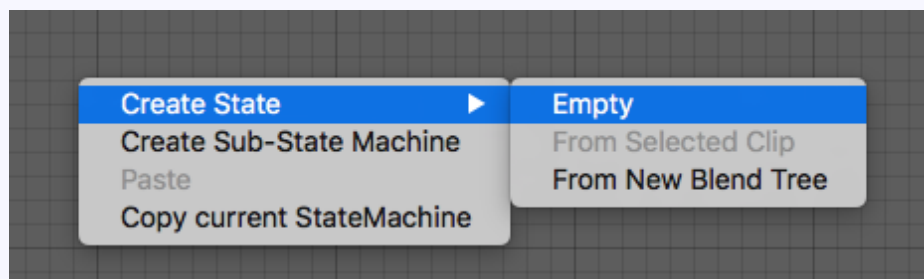 Create State
Create Sub-State Machine
Paste
Copy current StateMachine
Empty
From Selected Clip
From New Blend Tree